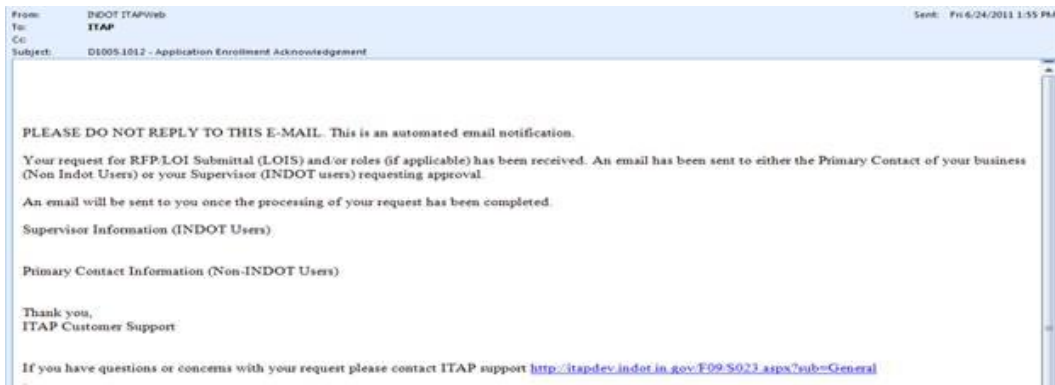 From: INDOT ITAPWeb Sent: Fri 6/24/2011 1:55 PM
To: ITAP
Cc:
Subject: D1005.1012 - Application Enrollment Acknowledgement
PLEASE DO NOT REPLY TO THIS E-MAIL. This is an automated email notification.
Your request for RFP/LOI Submittal (LOIS) and/or roles (if applicable) has been received. An email has been sent to either the Primary Contact of your business
(Non Indot Users) or your Supervisor (INDOT users) requesting approval.
An email will be sent to you once the processing of your request has been completed.
Supervisor Information (INDOT Users)
Primary Contact Information (Non-INDOT Users)
Thank you,
ITAP Customer Support
If you have questions or concerns with your request please contact ITAP support http://itapdev.indot.in.gov/F09/S023.aspx?sub=General